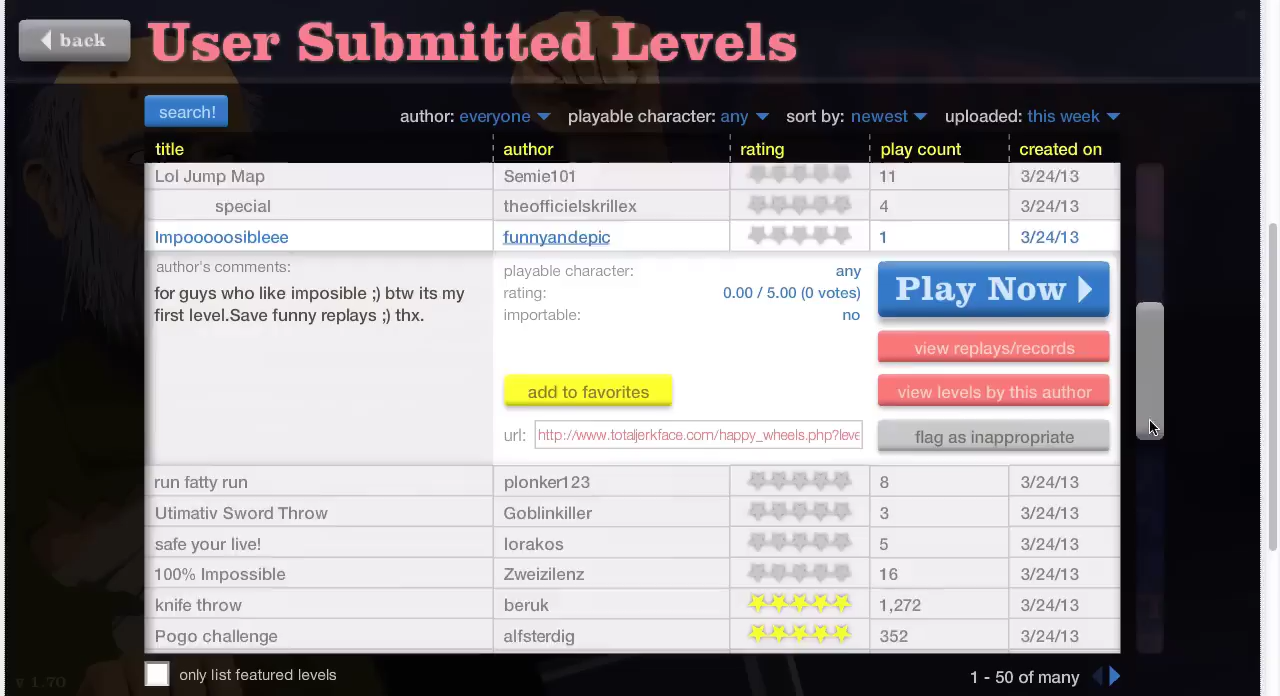 back
User Submitted Levels
search!
author: everyone playable character: any sort by: newest uploaded: this week
title author rating play count created on
Lol Jump Map Semie101 11 3/24/13
special theofficielskrillex 4 3/24/13
Impooooosibleee funnyandepic 1 3/24/13
author's comments:
for guys who like imposible ;) btw its my
first level.Save funny replays ;) thx.
playable character: any
rating: 0.00 / 5.00 (0 votes)
importable: no
add to favorites
url: http://www.totaljerkface.com/happy_wheels.php?leve
Play Now
view replays/records
view levels by this author
flag as inappropriate
run fatty run plonker123 8 3/24/13
Utimativ Sword Throw Goblinkiller 3 3/24/13
safe your live! lorakos 5 3/24/13
100% Impossible Zweizilenz 16 3/24/13
knife throw beruk 1,272 3/24/13
Pogo challenge alfsterdig 352 3/24/13
only list featured levels
1 - 50 of many
v 1.70